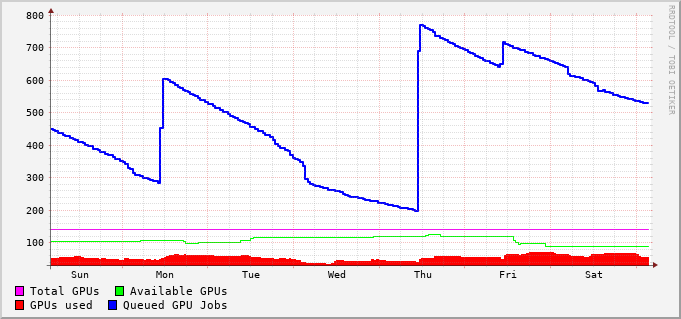 800
700
600
500
400
300
200
100
Sun Mon Tue Wed Thu Fri Sat
RRDTOOL / TOBI OETIKER
Total GPUs Available GPUs
GPUs used Queued GPU Jobs